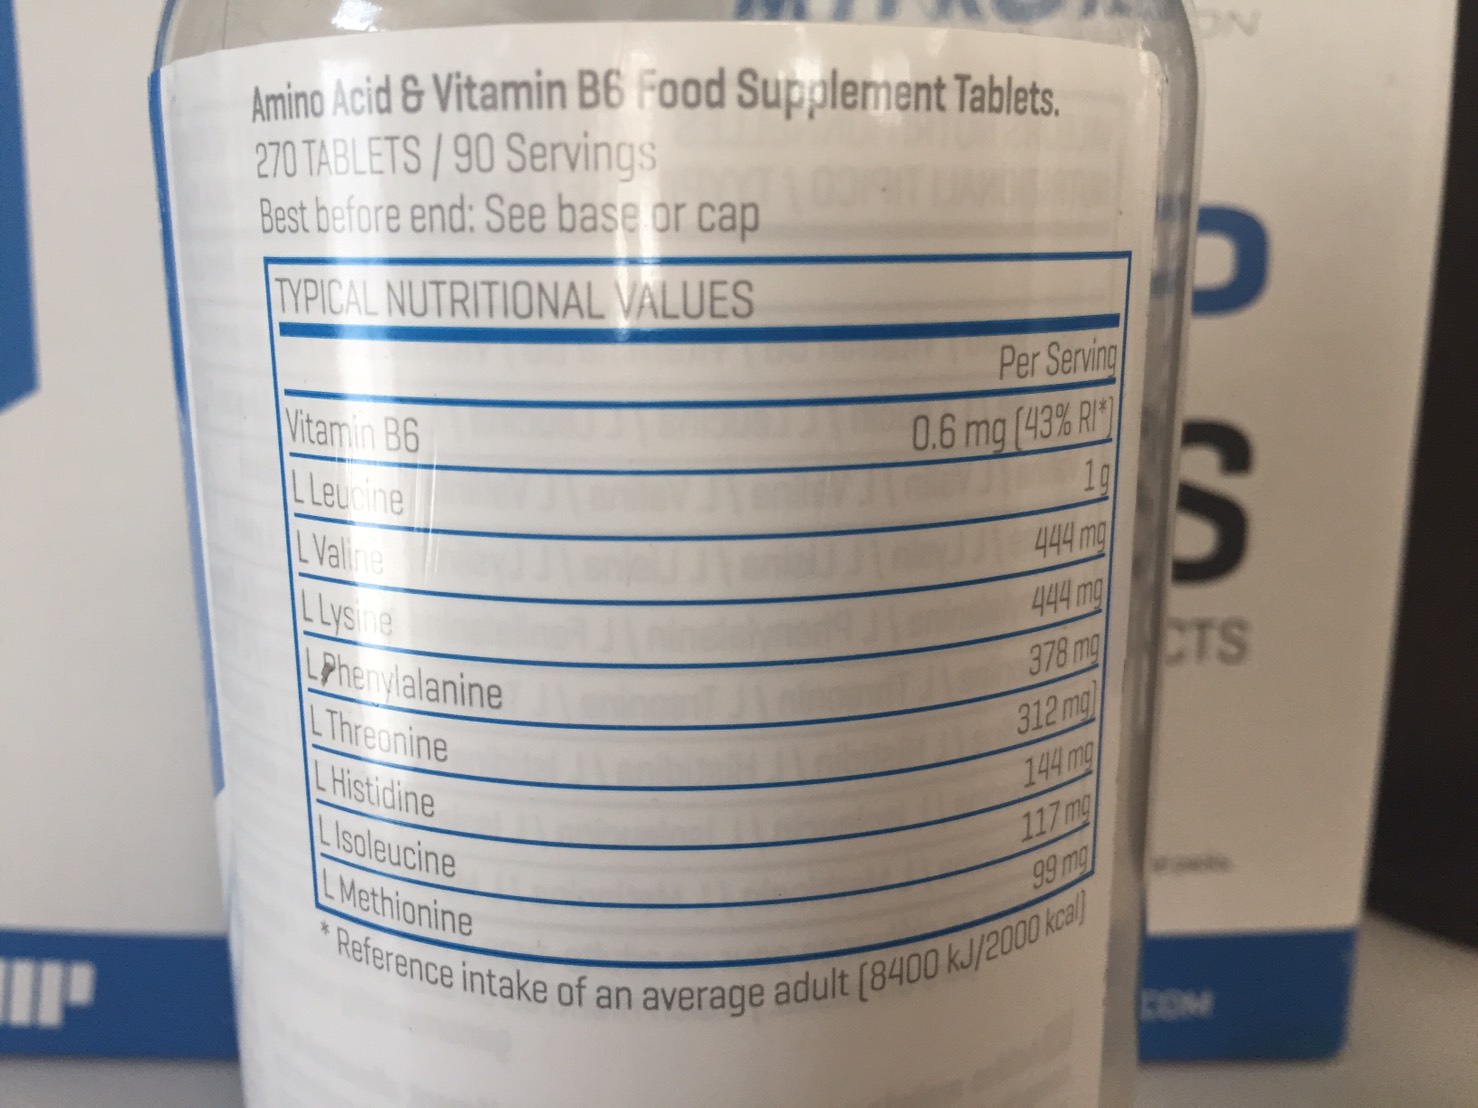 Amino Acid & Vitamin B6 Food Supplement Tablets.
270 TABLETS / 90 Servings
Best before end: See base or cap
TYPICAL NUTRITIONAL VALUES
Per Serving
Vitamin B6 0.6 mg (43% RI*)
L Leucine 1 g
L Valine 444 mg
L Lysine 444 mg
L Phenylalanine 378 mg
L Threonine 312 mg)
L Histidine 144 mg
L Isoleucine 117 mg
L Methionine 99 mg
* Reference intake of an average adult (8400 kJ/2000 kcal)
P
S
CTS
.COM